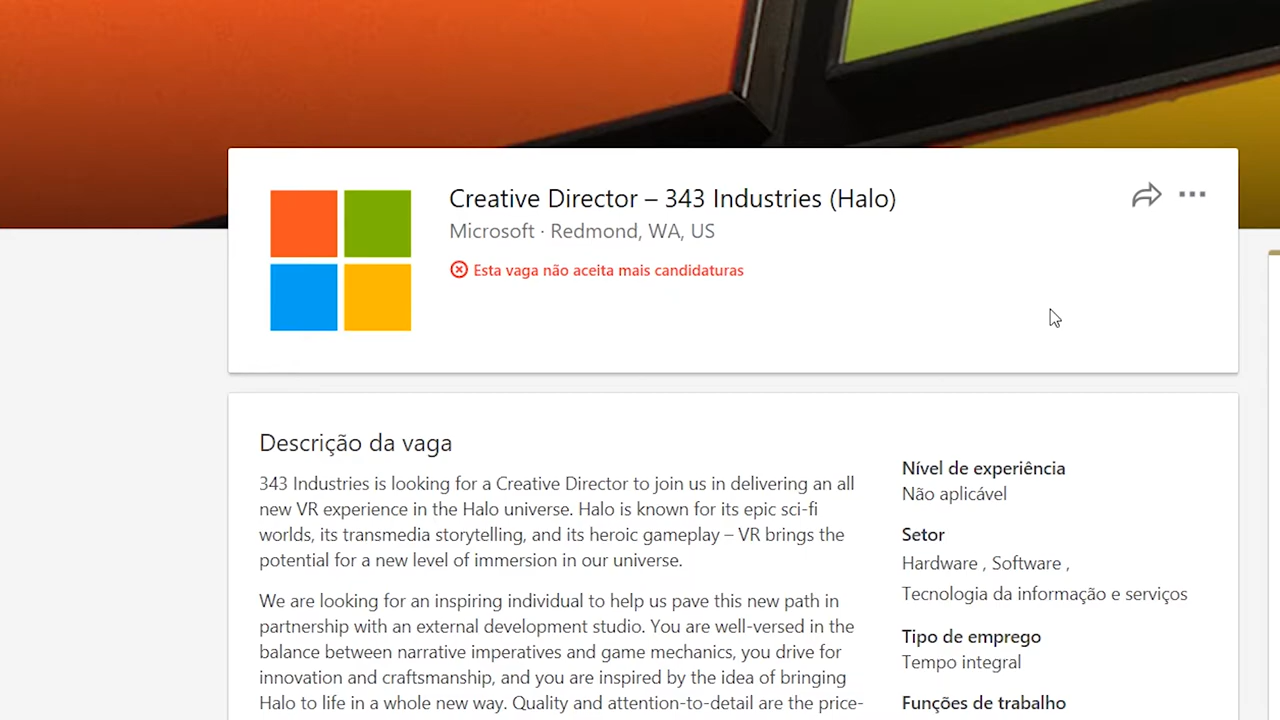 Creative Director – 343 Industries (Halo)
Microsoft · Redmond, WA, US
Esta vaga não aceita mais candidaturas
Descrição da vaga
343 Industries is looking for a Creative Director to join us in delivering an all
new VR experience in the Halo universe. Halo is known for its epic sci-fi
worlds, its transmedia storytelling, and its heroic gameplay – VR brings the
potential for a new level of immersion in our universe.
We are looking for an inspiring individual to help us pave this new path in
partnership with an external development studio. You are well-versed in the
balance between narrative imperatives and game mechanics, you drive for
innovation and craftsmanship, and you are inspired by the idea of bringing
Halo to life in a whole new way. Quality and attention-to-detail are the price-
Nível de experiência
Não aplicável
Setor
Hardware , Software ,
Tecnologia da informação e serviços
Tipo de emprego
Tempo integral
Funções de trabalho